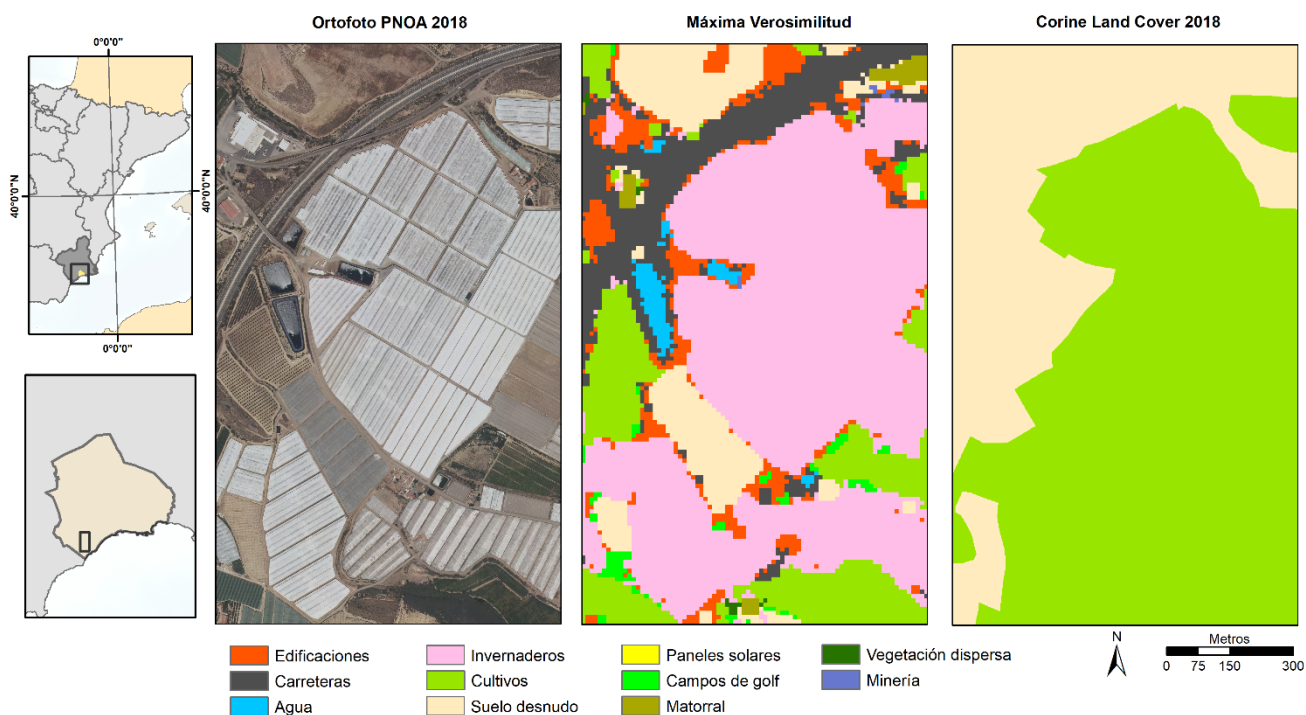 Ortofoto PNOA 2018
Máxima Verosimilitud
Corine Land Cover 2018
0°0'0"
40°0'0"N
40°0'0"N
0°0'0"
Edificaciones
Carreteras
Agua
Invernaderos
Cultivos
Suelo desnudo
Paneles solares
Campos de golf
Matorral
Vegetación dispersa
Minería
N
Metros
0 75 150 300